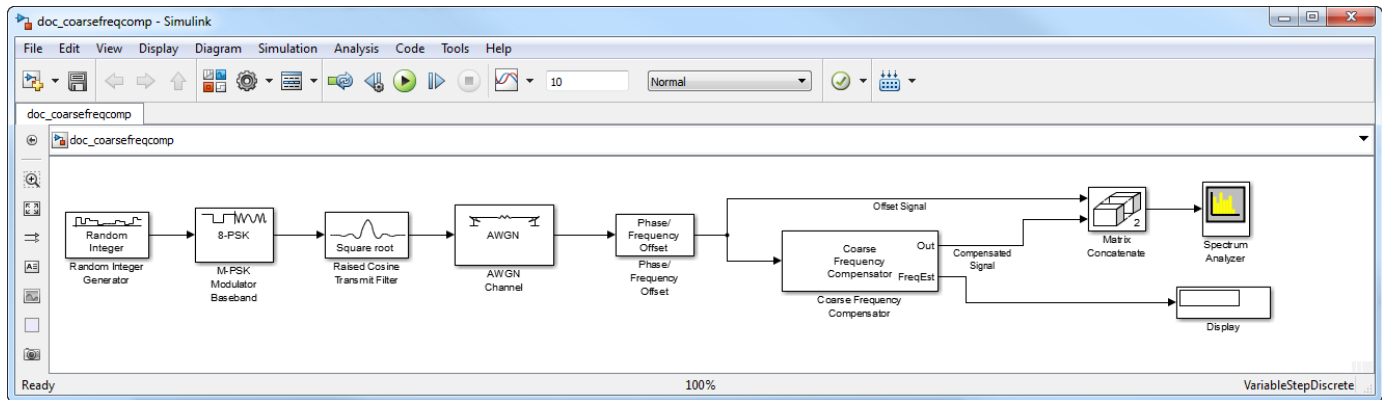 doc_coarsefreqcomp - Simulink
File Edit View Display Diagram Simulation Analysis Code Tools Help
10
Normal
doc_coarsefreqcomp
doc_coarsefreqcomp
Random
Integer
Random Integer
Generator
8-PSK
M-PSK
Modulator
Baseband
Square root
Raised Cosine
Transmit Filter
AWGN
AWGN
Channel
Phase/
Frequency
Offset
Phase/
Frequency
Offset
Offset Signal
Coarse
Frequency
Compensator
Out
FreqEst
Coarse Frequency
Compensator
Compensated
Signal
2
Matrix
Concatenate
Spectrum
Analyzer
Display
Ready
100%
VariableStepDiscrete